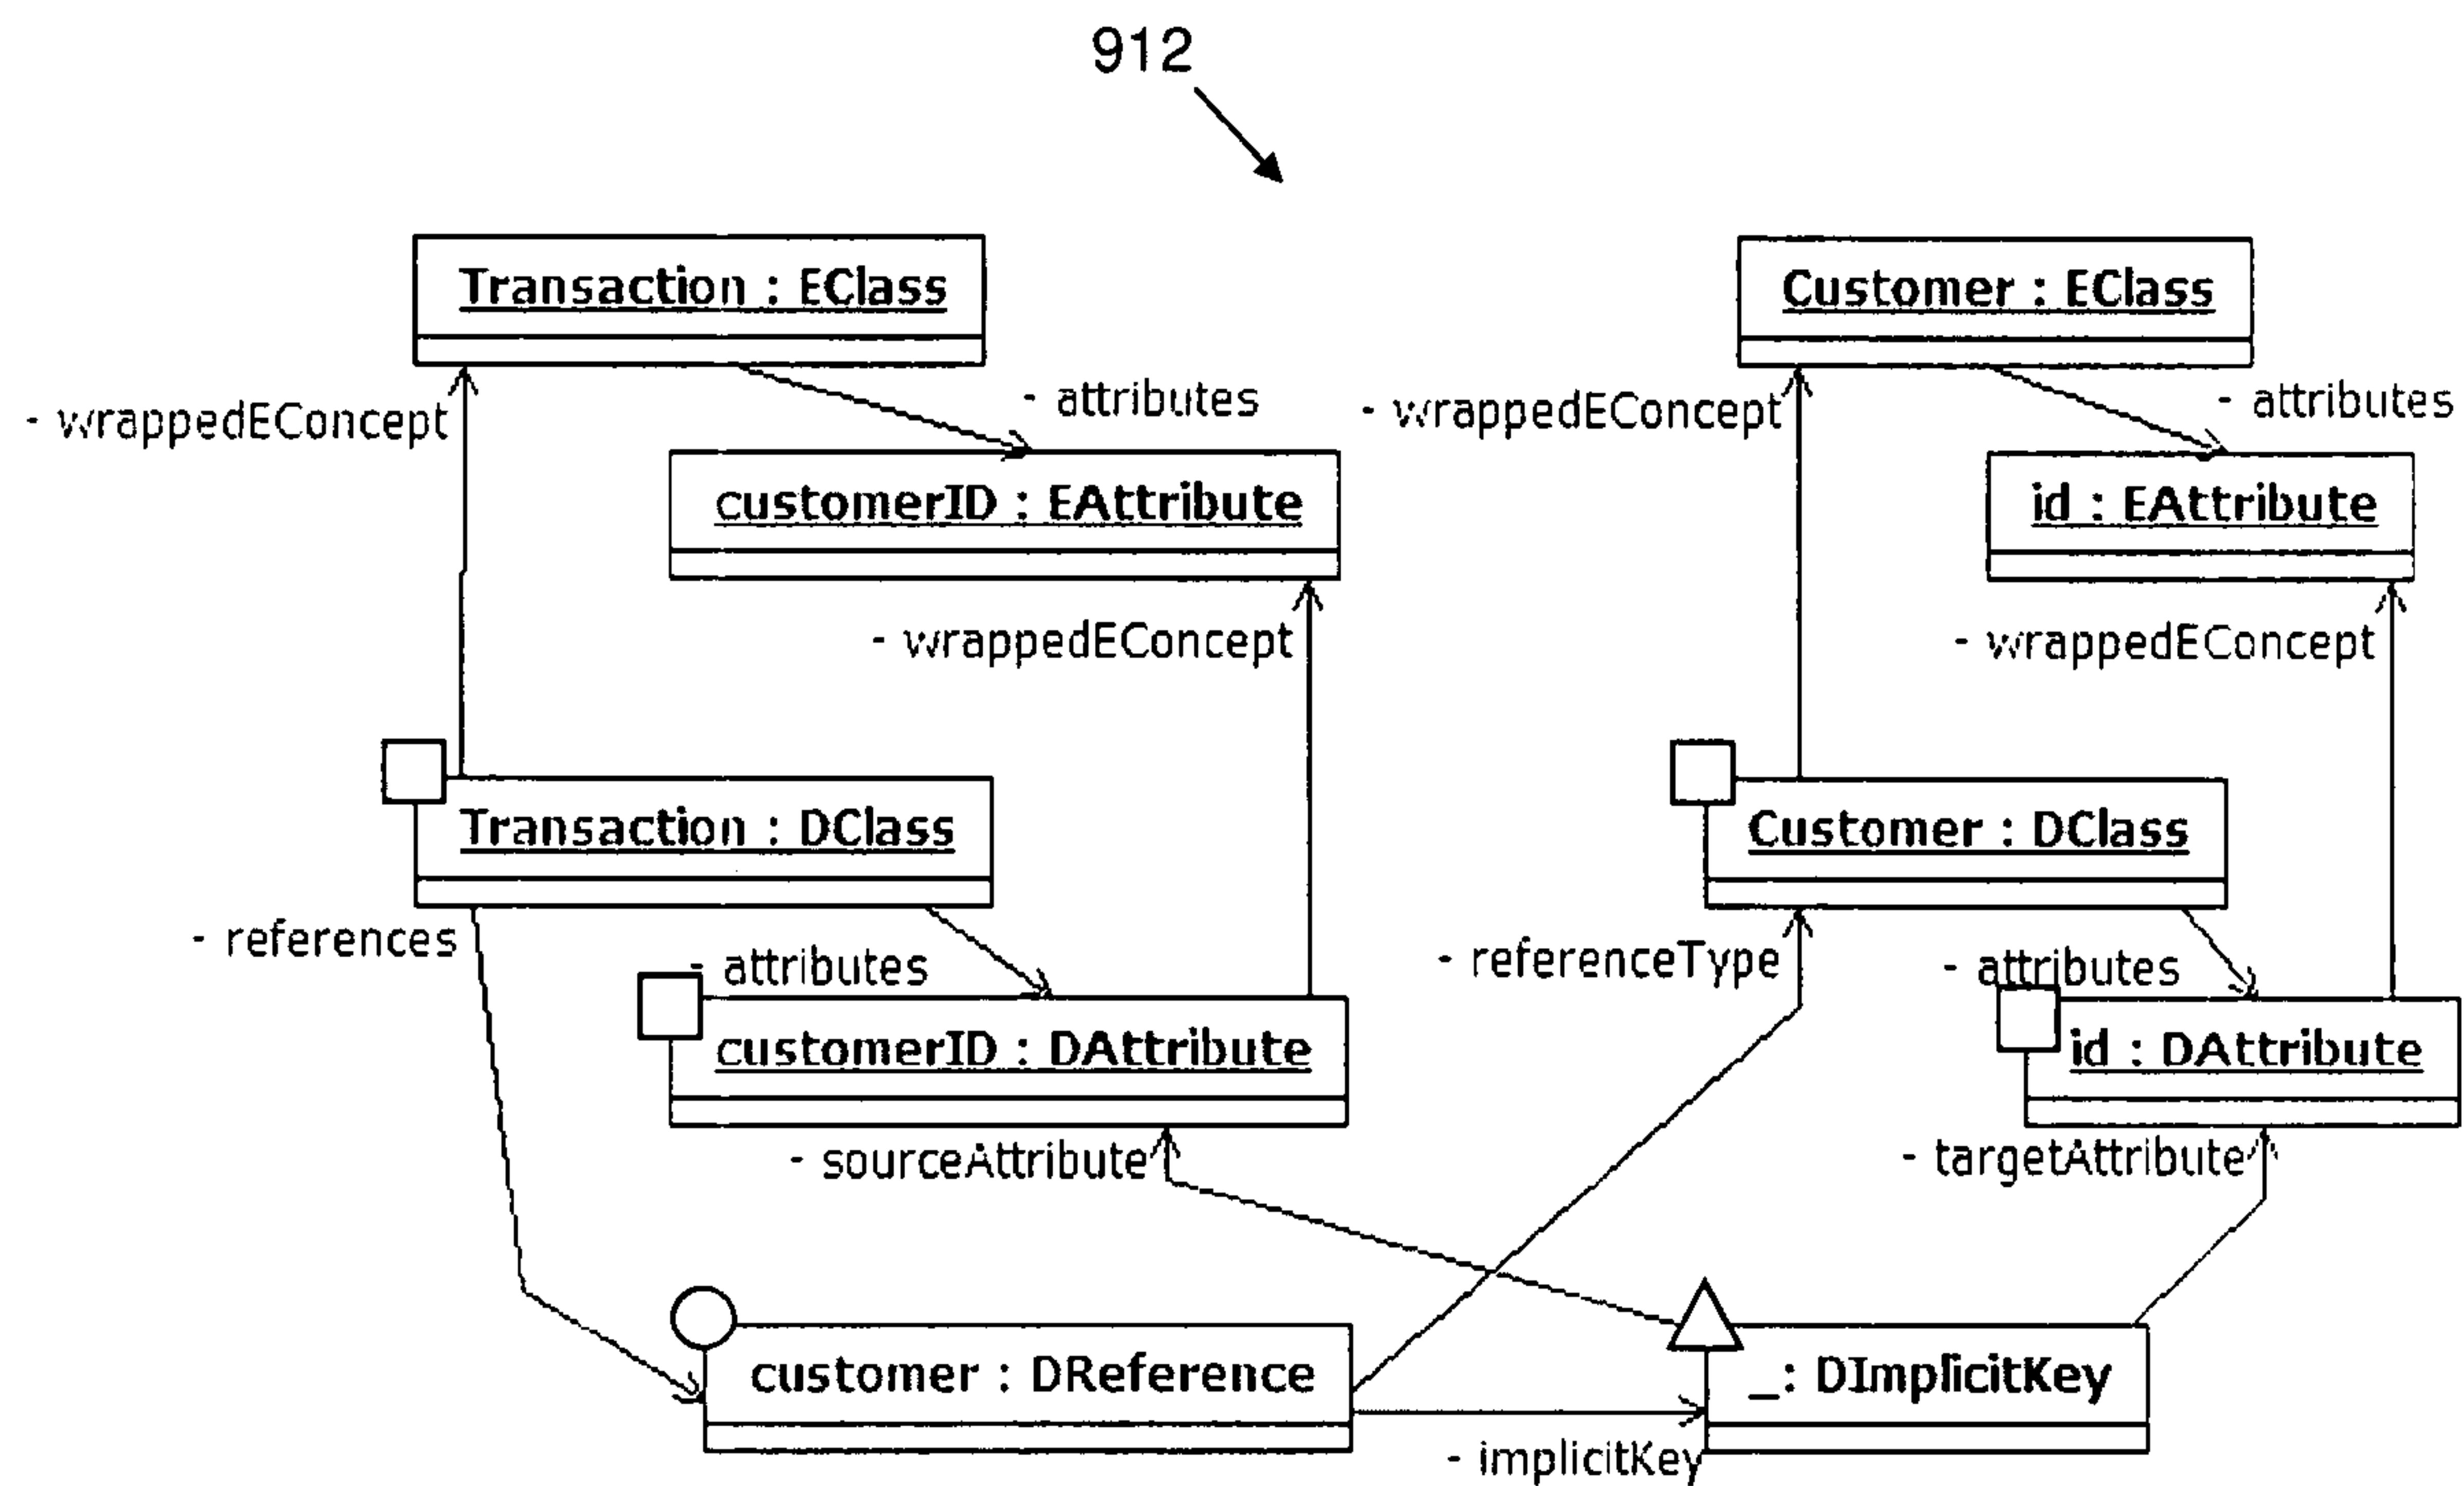 912
Transaction : EClass
Customer : EClass
- wrappedEConcept
- attributes
- wrappedEConcept
- attributes
customerID : EAttribute
id : EAttribute
- wrappedEConcept
- wrappedEConcept
Transaction : DClass
Customer : DClass
- references
- attributes
- referenceType
- attributes
customerID : DAttribute
id : DAttribute
- sourceAttribute
- targetAttribute
customer : DReference
_: DImplicitKey
- implicitKey